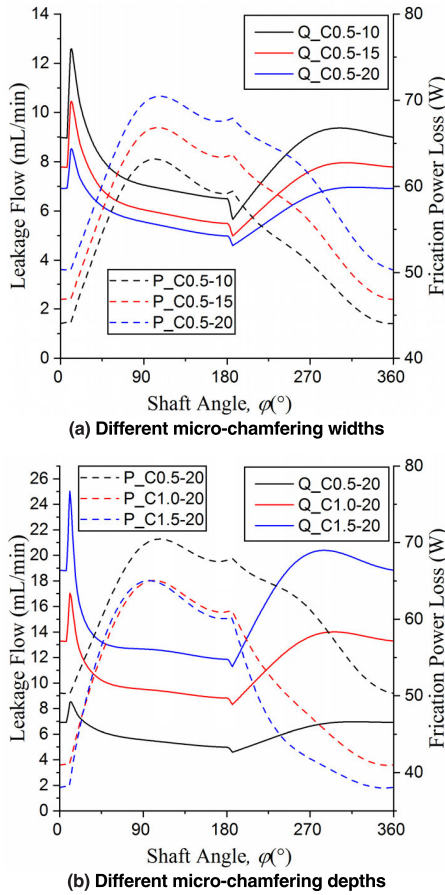 14
12
10
8
6
4
2
0
Leakage Flow (mL/min)
Q_C0.5-10
Q_C0.5-15
Q_C0.5-20
P_C0.5-10
P_C0.5-15
P_C0.5-20
80
70
60
50
40
Frication Power Loss (W)
0 90 180 270 360
Shaft Angle, φ(°)
(a) Different micro-chamfering widths
26
24
22
20
18
16
14
12
10
8
6
4
2
0
Leakage Flow (mL/min)
P_C0.5-20
P_C1.0-20
P_C1.5-20
Q_C0.5-20
Q_C1.0-20
Q_C1.5-20
80
70
60
50
40
Frication Power Loss (W)
0 90 180 270 360
Shaft Angle, φ(°)
(b) Different micro-chamfering depths